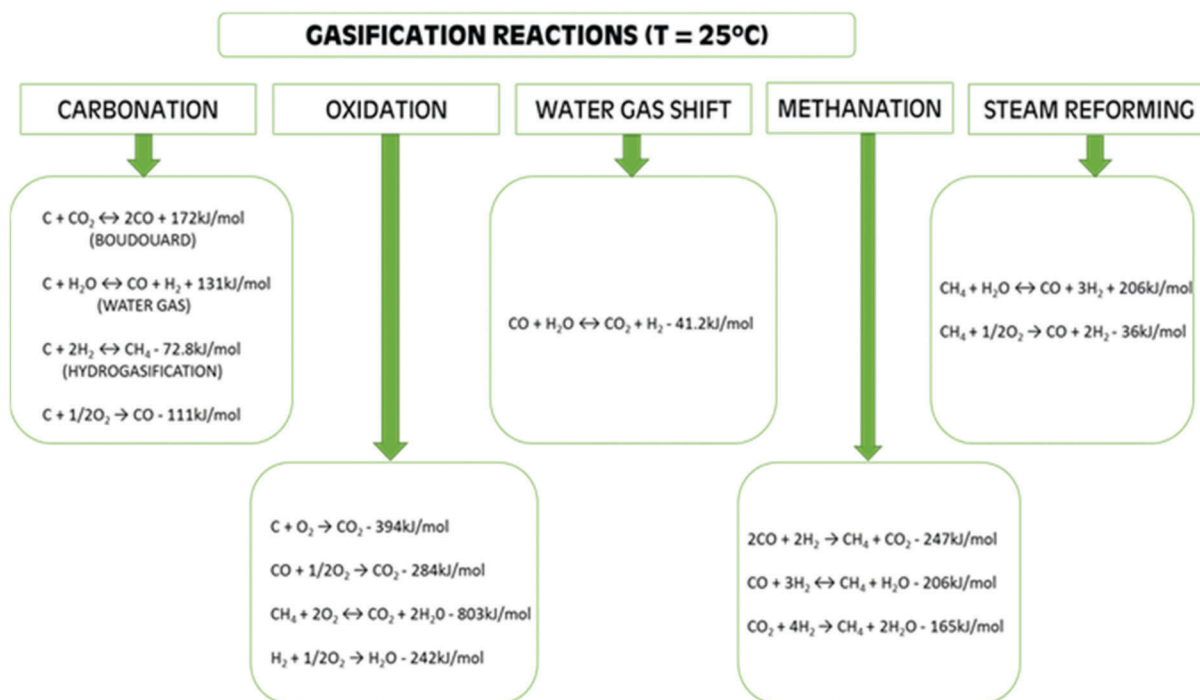 GASIFICATION REACTIONS (T = 25ºC)
CARBONATION
C + CO₂ ↔ 2CO + 172kJ/mol
(BOUDOUARD)
C + H₂O ↔ CO + H₂ + 131kJ/mol
(WATER GAS)
C + 2H₂ ↔ CH₄ - 72.8kJ/mol
(HYDROGASIFICATION)
C + 1/2O₂ → CO - 111kJ/mol
OXIDATION
C + O₂ → CO₂ - 394kJ/mol
CO + 1/2O₂ → CO₂ - 284kJ/mol
CH₄ + 2O₂ ↔ CO₂ + 2H₂0 - 803kJ/mol
H₂ + 1/2O₂ → H₂O - 242kJ/mol
WATER GAS SHIFT
CO + H₂O ↔ CO₂ + H₂ - 41.2kJ/mol
METHANATION
2CO + 2H₂ → CH₄ + CO₂ - 247kJ/mol
CO + 3H₂ ↔ CH₄ + H₂O - 206kJ/mol
CO₂ + 4H₂ → CH₄ + 2H₂O - 165kJ/mol
STEAM REFORMING
CH₄ + H₂O ↔ CO + 3H₂ + 206kJ/mol
CH₄ + 1/2O₂ → CO + 2H₂ - 36kJ/mol